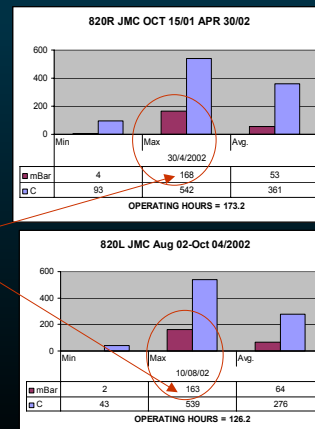 820R JMC OCT 15/01 APR 30/02
600
400
200
0
Min Max Avg.
30/4/2002
mBar 4 168 53
C 93 542 361
OPERATING HOURS = 173.2
820L JMC Aug 02-Oct 04/2002
600
400
200
0
Min Max Avg.
10/08/02
mBar 2 163 64
C 43 539 276
OPERATING HOURS = 126.2